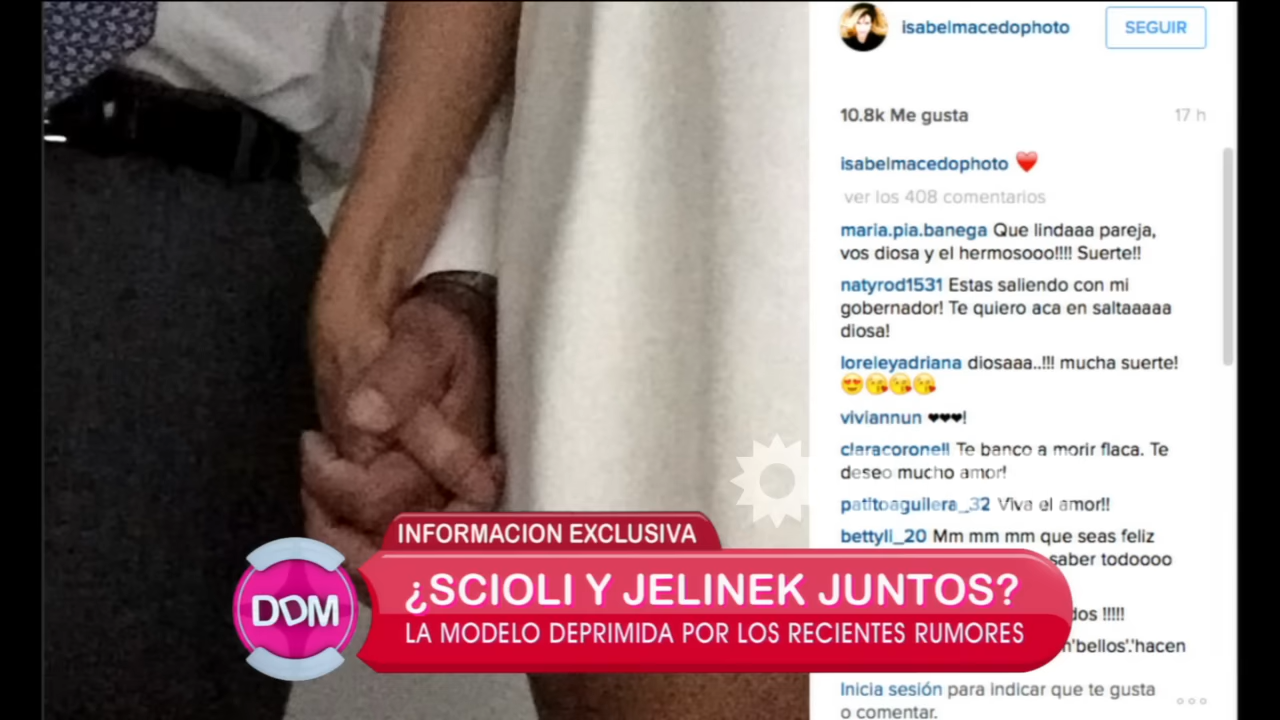 isabelmacedophoto
SEGUIR
10.8k Me gusta
17 h
isabelmacedophoto ❤️
ver los 408 comentarios
maria.pia.banega Que lindaaa pareja,
vos diosa y el hermosooo!!!! Suerte!!
natyrod1531 Estas saliendo con mi
gobernador! Te quiero aca en saltaaaaa
diosa!
loreleyadriana diosaaa..!!! mucha suerte!
😍😘😘😘
viviannun ❤❤❤!
claracoronell Te banco a morir flaca. Te
deseo mucho amor!
patitoaguilera_32 Viva el amor!!
bettyli_20 Mm mm mm que seas feliz
saber todoooo
!!!!!
'hacen
Inicia sesión para indicar que te gusta
o comentar.
INFORMACION EXCLUSIVA
DDM
¿SCIOLI Y JELINEK JUNTOS?
LA MODELO DEPRIMIDA POR LOS RECIENTES RUMORES